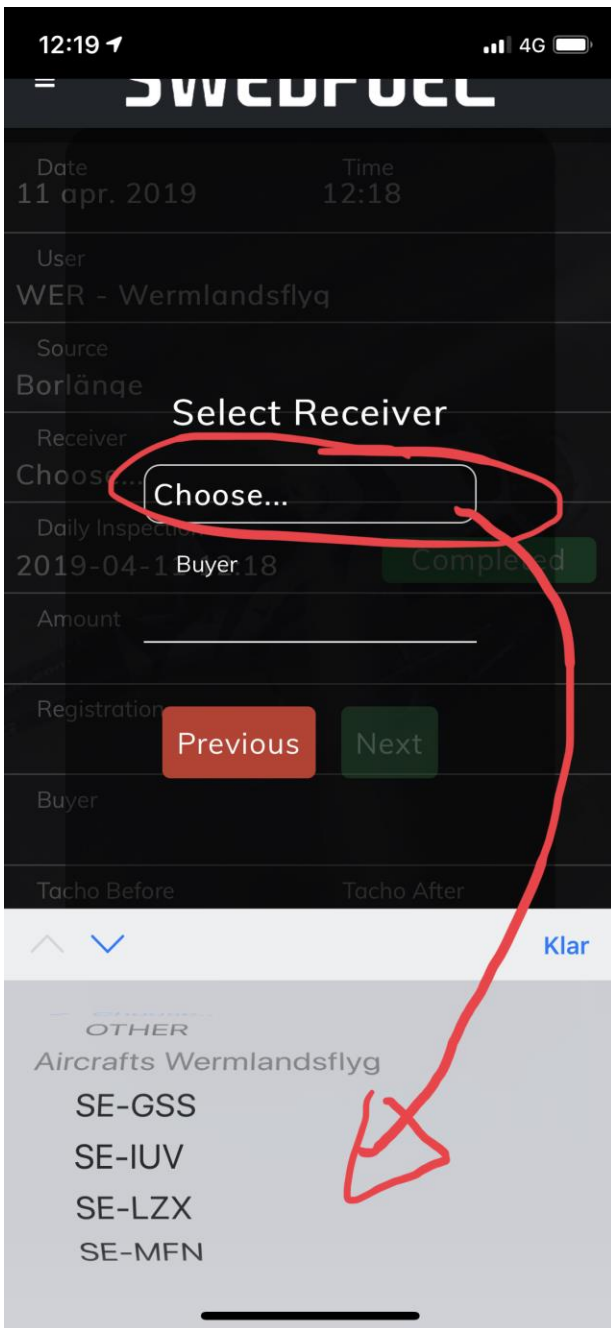 12:19 4G
SWEDFUEL
Date Time
11 apr. 2019 12:18
User
WER - Wermlandsflyg
Source
Borlänge
Select Receiver
Receiver
Choose...
Choose...
Daily Inspection
2019-04-11 12:18 Completed
Buyer
Amount
Registration
Previous Next
Buyer
Tacho Before Tacho After
Klar
OTHER
Aircrafts Wermlandsflyg
SE-GSS
SE-IUV
SE-LZX
SE-MFN